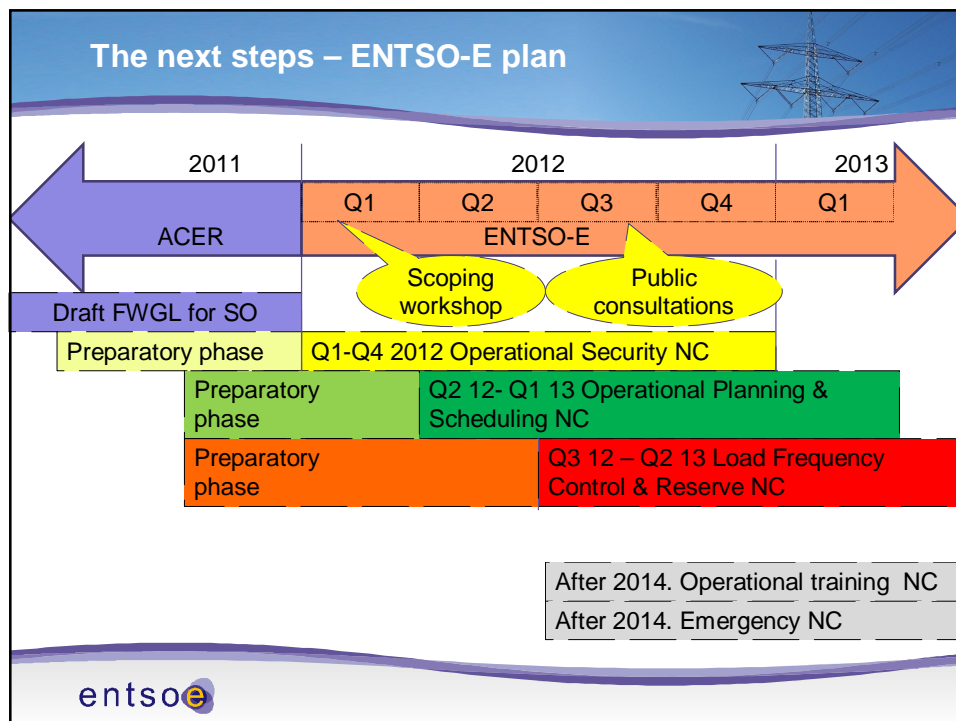 The next steps – ENTSO-E plan
2011
2012
2013
Q1
Q2
Q3
Q4
Q1
ACER
ENTSO-E
Scoping
workshop
Public
consultations
Draft FWGL for SO
Preparatory phase
Q1-Q4 2012 Operational Security NC
Preparatory
phase
Q2 12- Q1 13 Operational Planning &
Scheduling NC
Preparatory
phase
Q3 12 – Q2 13 Load Frequency
Control & Reserve NC
After 2014. Operational training  NC
After 2014. Emergency NC
entsoe